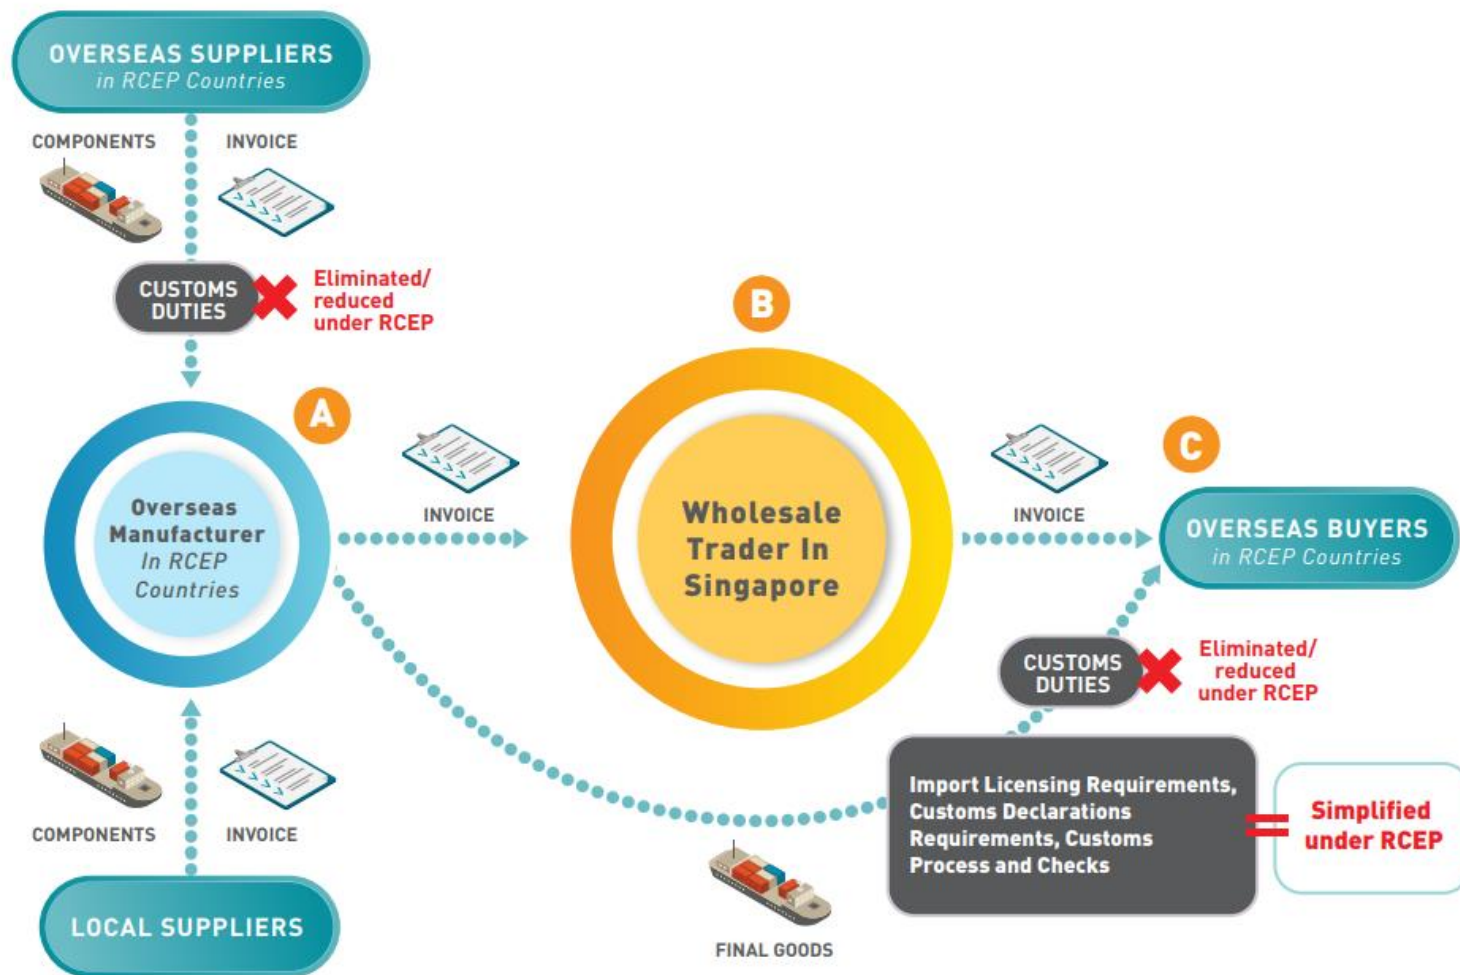 OVERSEAS SUPPLIERS
in RCEP Countries
COMPONENTS
INVOICE
CUSTOMS
DUTIES
Eliminated/
reduced
under RCEP
A
Overseas
Manufacturer
In RCEP
Countries
INVOICE
B
Wholesale
Trader In
Singapore
INVOICE
C
OVERSEAS BUYERS
in RCEP Countries
CUSTOMS
DUTIES
Eliminated/
reduced
under RCEP
Import Licensing Requirements,
Customs Declarations
Requirements, Customs
Process and Checks
Simplified
under RCEP
FINAL GOODS
COMPONENTS
INVOICE
LOCAL SUPPLIERS